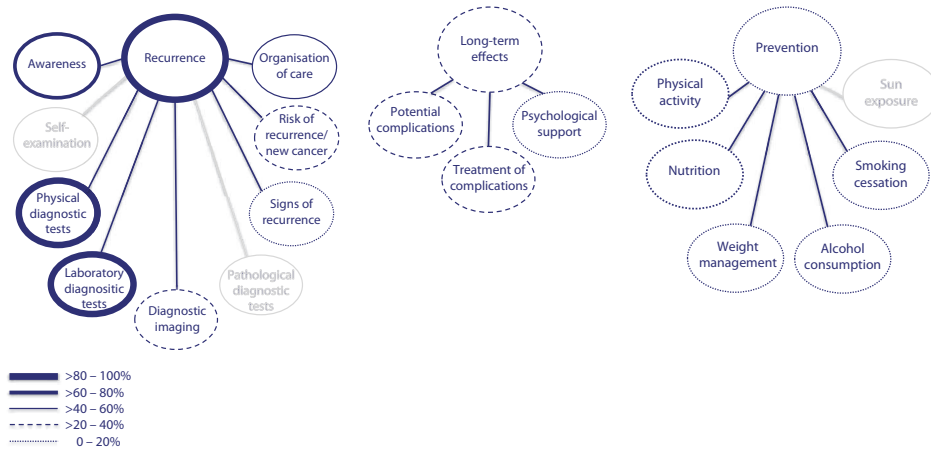 Recurrence
Awareness
Organisation
of care
Self-
examination
Risk of
recurrence/
new cancer
Physical
diagnostic
tests
Signs of
recurrence
Laboratory
diagnositic
tests
Pathological
diagnostic
tests
Diagnostic
imaging
Long-term
effects
Potential
complications
Psychological
support
Treatment of
complications
Prevention
Physical
activity
Sun
exposure
Nutrition
Smoking
cessation
Weight
management
Alcohol
consumption
>80 – 100%
>60 – 80%
>40 – 60%
>20 – 40%
0 – 20%